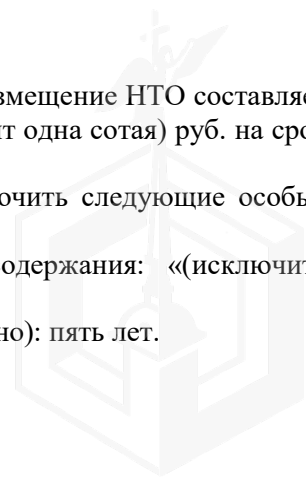 змещение НТО составляе
т одна сотая) руб. на сро
очить следующие особы
одержания: «(исключит
но): пять лет.